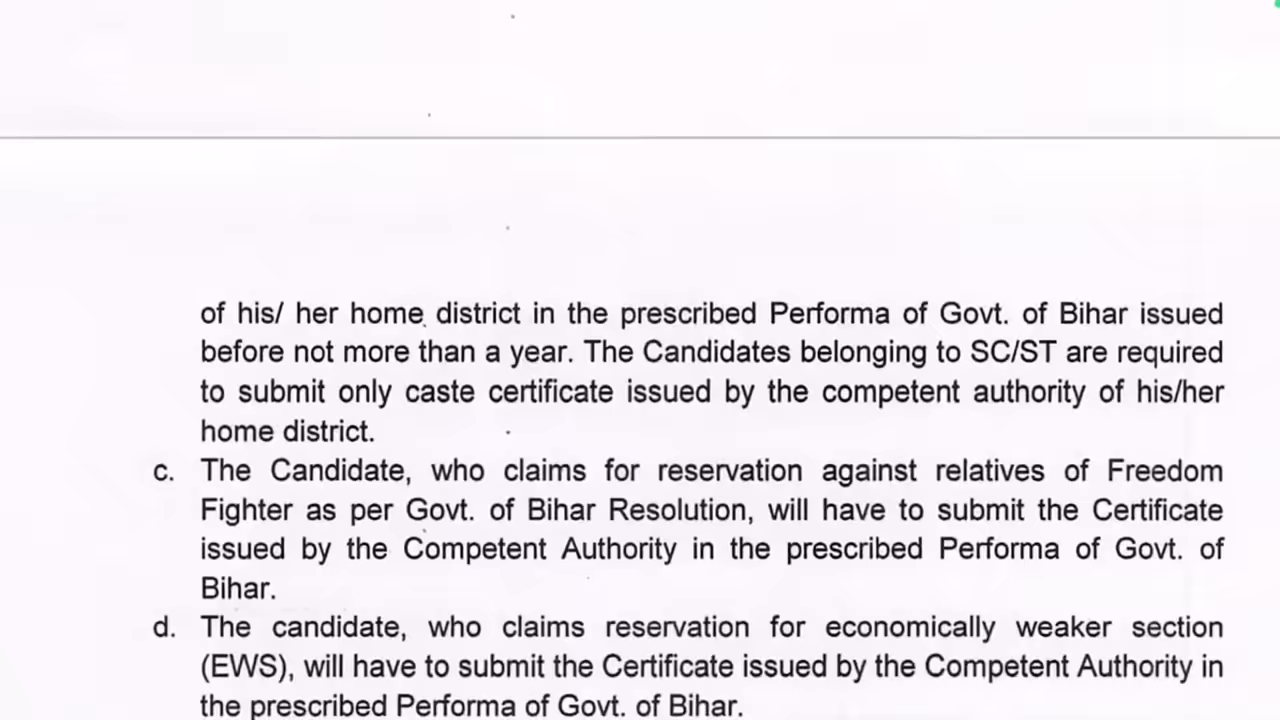 of his/ her home district in the prescribed Performa of Govt. of Bihar issued
before not more than a year. The Candidates belonging to SC/ST are required
to submit only caste certificate issued by the competent authority of his/her
home district.
c. The Candidate, who claims for reservation against relatives of Freedom
Fighter as per Govt. of Bihar Resolution, will have to submit the Certificate
issued by the Competent Authority in the prescribed Performa of Govt. of
Bihar.
d. The candidate, who claims reservation for economically weaker section
(EWS), will have to submit the Certificate issued by the Competent Authority in
the prescribed Performa of Govt. of Bihar.